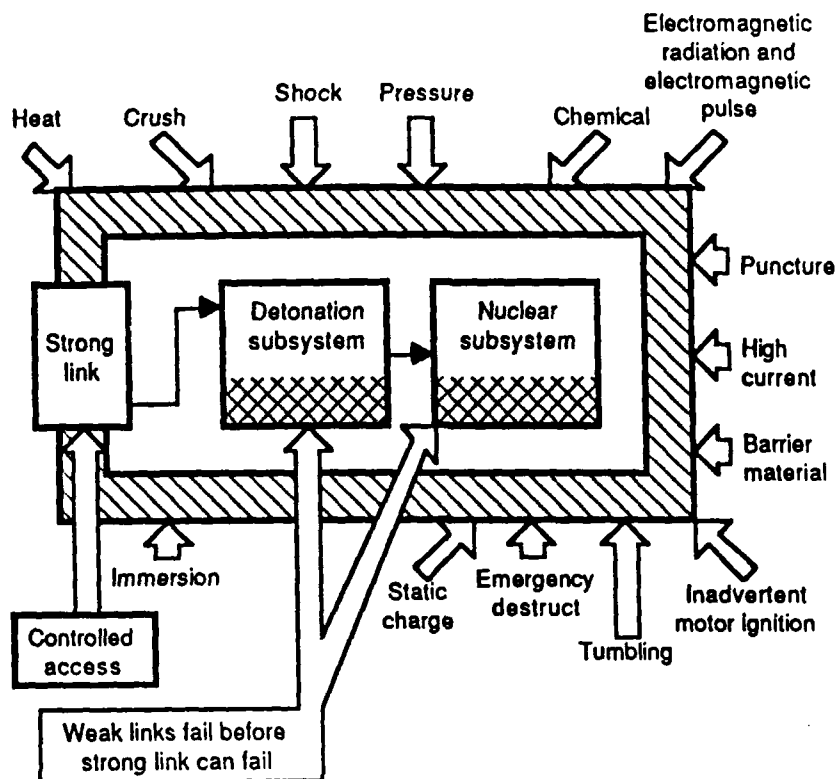 Electromagnetic
radiation and
electromagnetic
pulse
Shock
Pressure
Heat
Crush
Chemical
Puncture
Strong
link
Detonation
subsystem
Nuclear
subsystem
High
current
Barrier
material
Immersion
Static
charge
Emergency
destruct
Inadvertent
motor ignition
Tumbling
Controlled
access
Weak links fail before
strong link can fail